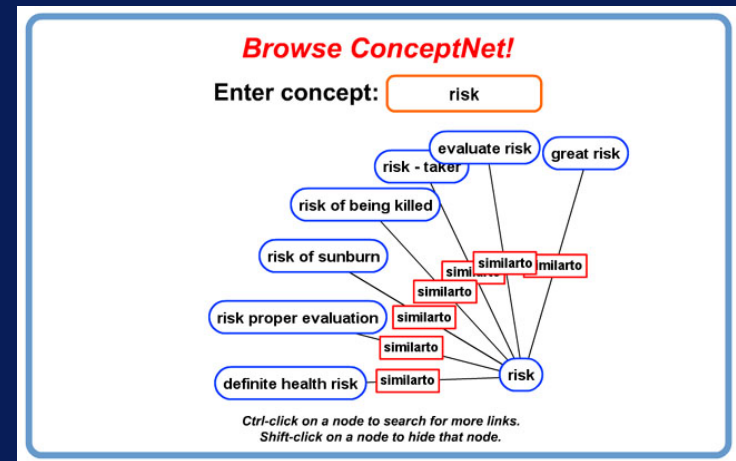 Browse ConceptNet!
Enter concept: risk
evaluate risk
great risk
risk - taker
risk of being killed
risk of sunburn
similarto
similarto
similarto
similarto
risk proper evaluation
similarto
similarto
definite health risk
similarto
risk
Ctrl-click on a node to search for more links.
Shift-click on a node to hide that node.